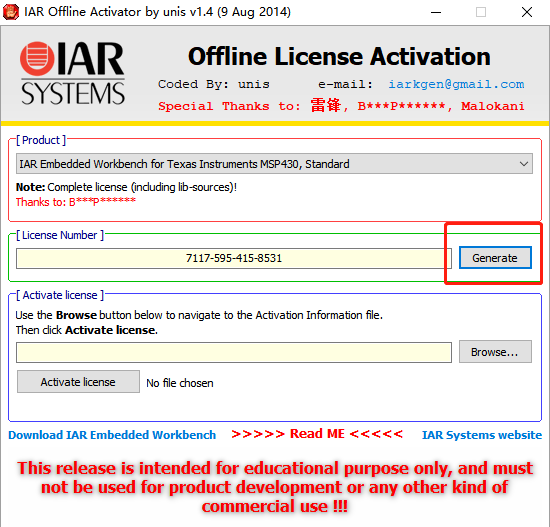 IAR Offline Activator by unis v1.4 (9 Aug 2014)
IAR
SYSTEMS
Offline License Activation
Coded By: unis e-mail: iarkgen@gmail.com
Special Thanks to: 雷锋, B***P******, Malokani
[ Product ]
IAR Embedded Workbench for Texas Instruments MSP430, Standard
Note: Complete license (including lib-sources)!
Thanks to: B***P******
[ License Number ]
7117-595-415-8531 Generate
[ Activate license ]
Use the Browse button below to navigate to the Activation Information file.
Then click Activate license.
Browse...
Activate license No file chosen
Download IAR Embedded Workbench >>>>> Read ME <<<<< IAR Systems website
This release is intended for educational purpose only, and must
not be used for product development or any other kind of
commercial use !!!